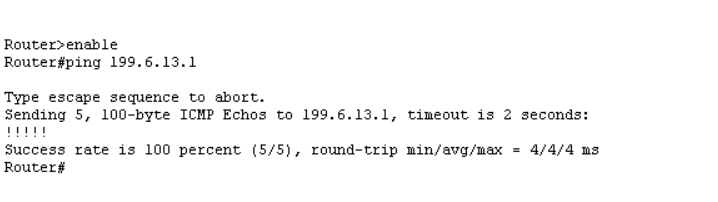 Router>enable
Router#ping 199.6.13.1
Type escape sequence to abort.
Sending 5, 100-byte ICMP Echos to 199.6.13.1, timeout is 2 seconds:
!!!!!
Success rate is 100 percent (5/5), round-trip min/avg/max = 4/4/4 ms
Router#